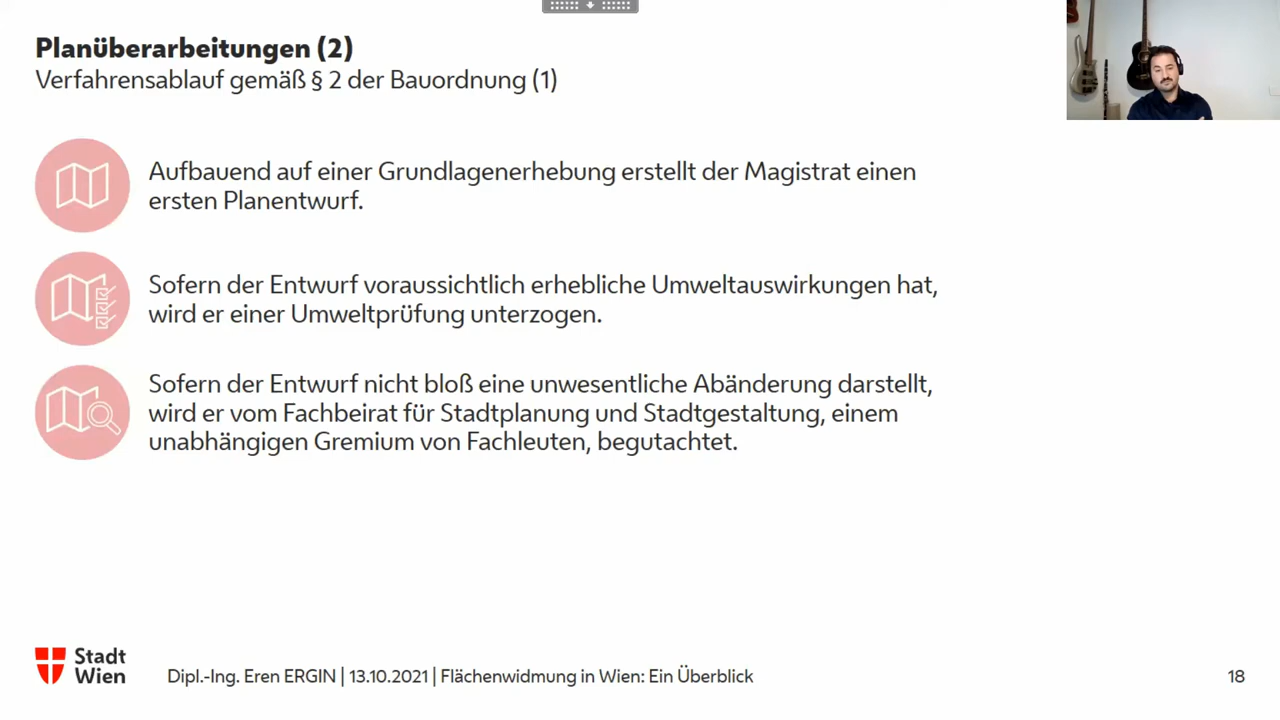 Planüberarbeitungen (2)
Verfahrensablauf gemäß § 2 der Bauordnung (1)
Aufbauend auf einer Grundlagenerhebung erstellt der Magistrat einen
ersten Planentwurf.
Sofern der Entwurf voraussichtlich erhebliche Umweltauswirkungen hat,
wird er einer Umweltprüfung unterzogen.
Sofern der Entwurf nicht bloß eine unwesentliche Abänderung darstellt,
wird er vom Fachbeirat für Stadtplanung und Stadtgestaltung, einem
unabhängigen Gremium von Fachleuten, begutachtet.
Stadt
Wien
Dipl.-Ing. Eren ERGIN | 13.10.2021 | Flächenwidmung in Wien: Ein Überblick
18